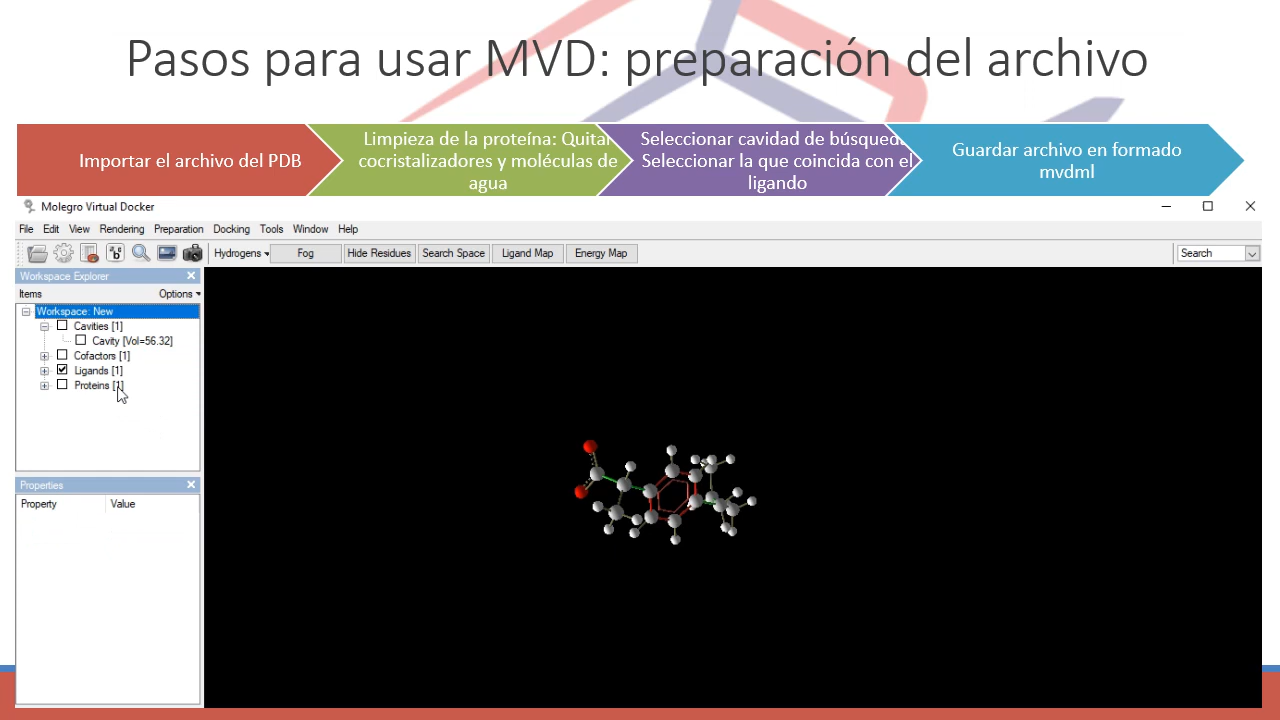 Pasos para usar MVD: preparación del archivo
Importar el archivo del PDB
Limpieza de la proteína: Quitar
cocristalizadores y moléculas de
agua
Seleccionar cavidad de búsqueda
Seleccionar la que coincida con el
ligando
Guardar archivo en formado
mvdml
Molegro Virtual Docker
File Edit View Rendering Preparation Docking Tools Window Help
Hydrogens Fog Hide Residues Search Space Ligand Map Energy Map Search
Workspace Explorer
Items Options
Workspace: New
Cavities [1]
Cavity [Vol=56.32]
Cofactors [1]
Ligands [1]
Proteins [1]
Properties
Property Value